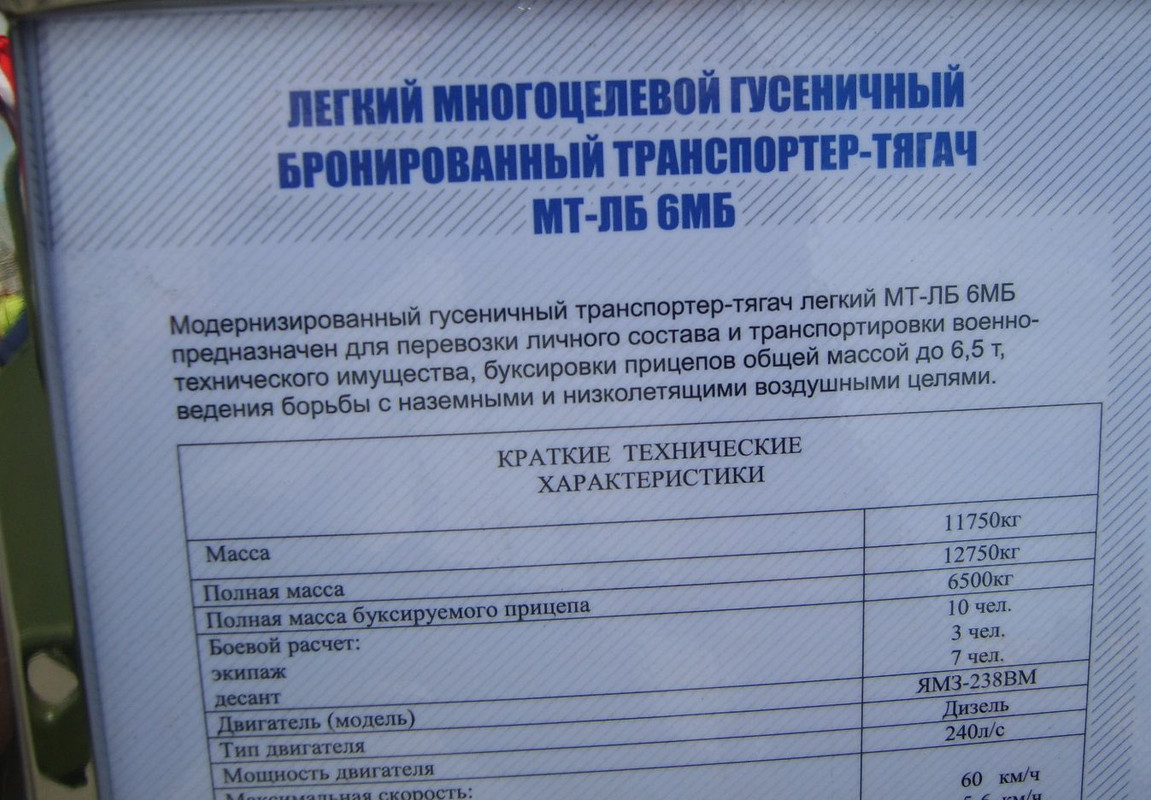 ЛЕГКИЙ МНОГОЦЕЛЕВОЙ ГУСЕНИЧНЫЙ
БРОНИРОВАННЫЙ ТРАНСПОРТЕР-ТЯГАЧ
МТ-ЛБ 6МБ
Модернизированный гусеничный транспортер-тягач легкий МТ-ЛБ 6МБ
предназначен для перевозки личного состава и транспортировки военно-
технического имущества, буксировки прицепов общей массой до 6,5 т,
ведения борьбы с наземными и низколетящими воздушными целями.
КРАТКИЕ ТЕХНИЧЕСКИЕ
ХАРАКТЕРИСТИКИ
Масса 11750кг
Полная масса 12750кг
Полная масса буксируемого прицепа 6500кг
Боевой расчет: 10 чел.
экипаж 3 чел.
десант 7 чел.
Двигатель (модель) ЯМЗ-238ВМ
Тип двигателя Дизель
Мощность двигателя 240л/с
Максимальная скорость: 60 км/ч
км/ч